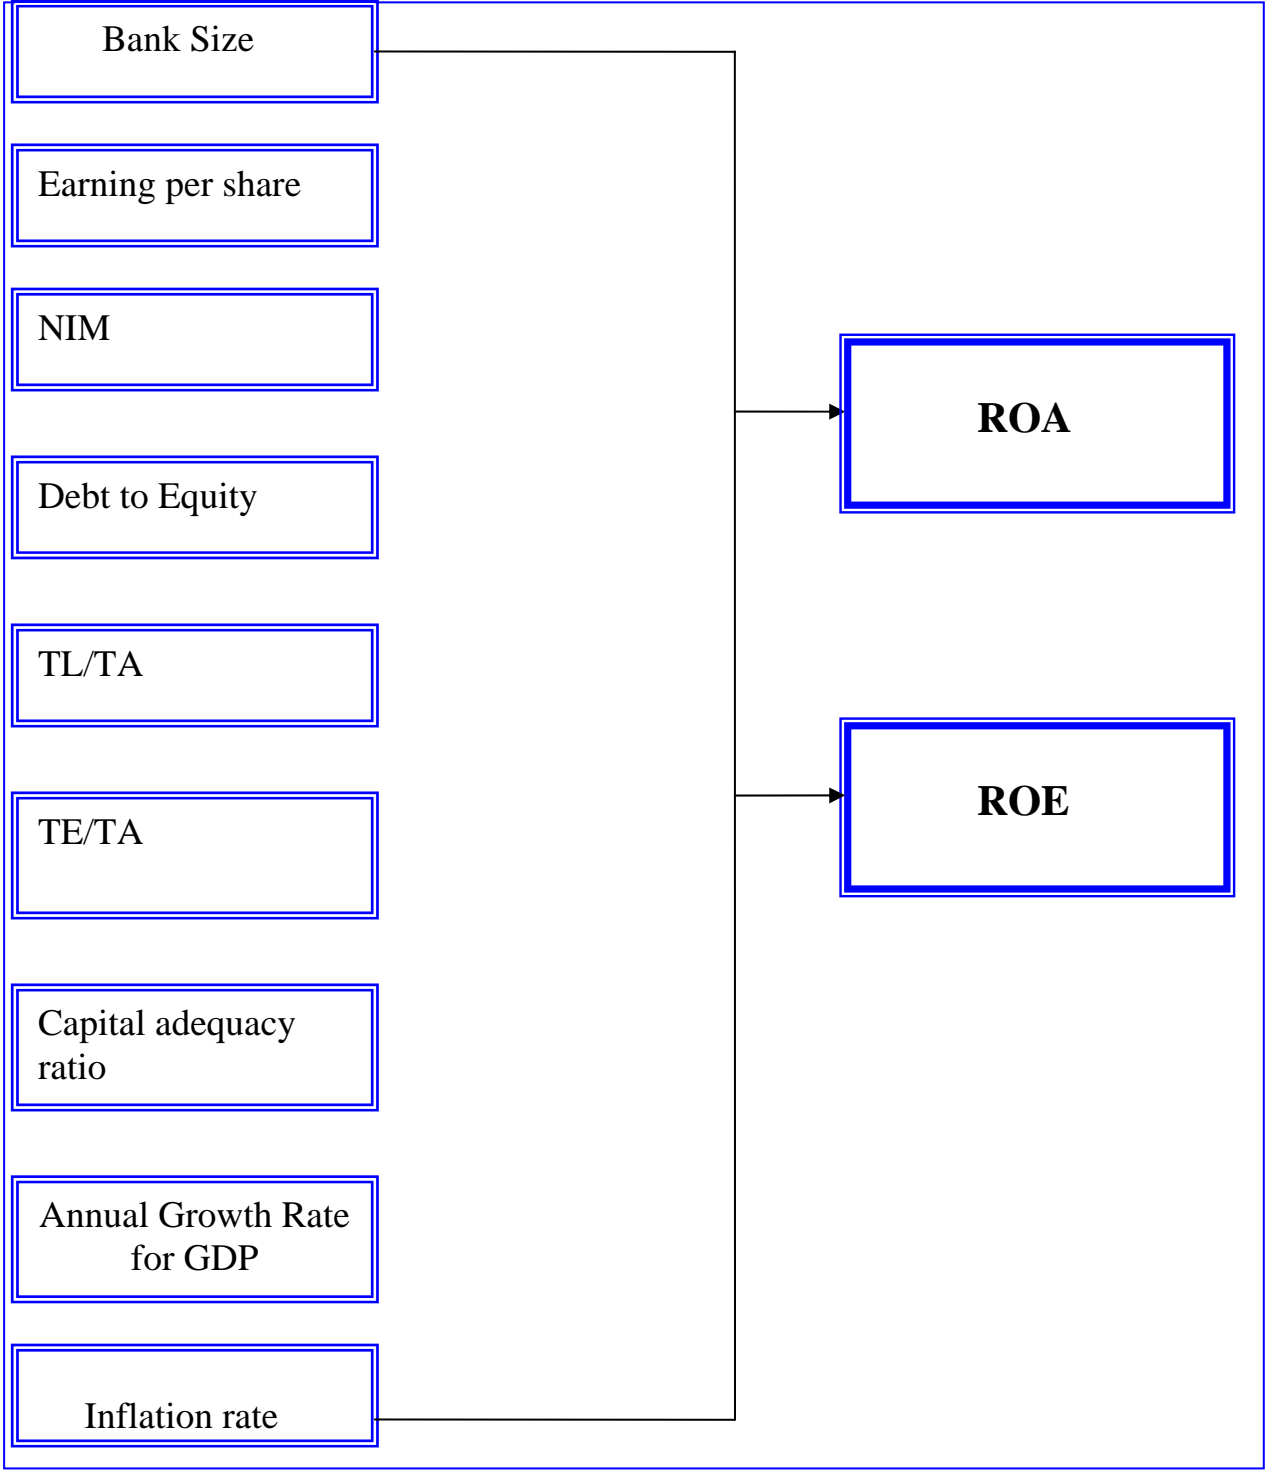 Bank Size
Earning per share
NIM
Debt to Equity
TL/TA
TE/TA
Capital adequacy
ratio
Annual Growth Rate
for GDP
Inflation rate
ROA
ROE